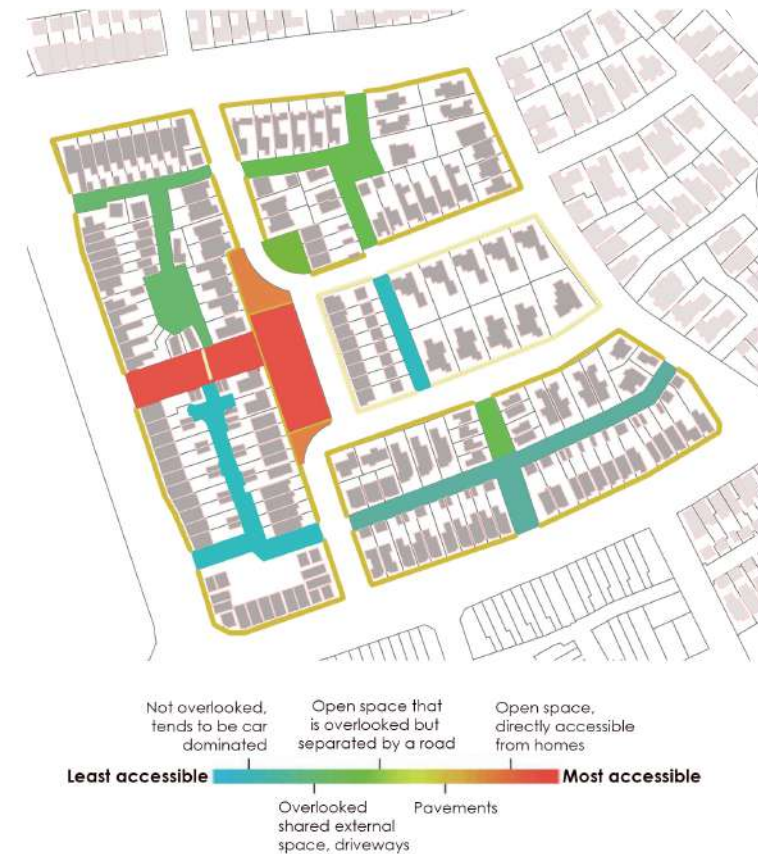 Not overlooked,
tends to be car
dominated
Open space that
is overlooked but
separated by a road
Open space,
directly accessible
from homes
Least accessible
Most accessible
Overlooked
shared external
space, driveways
Pavements